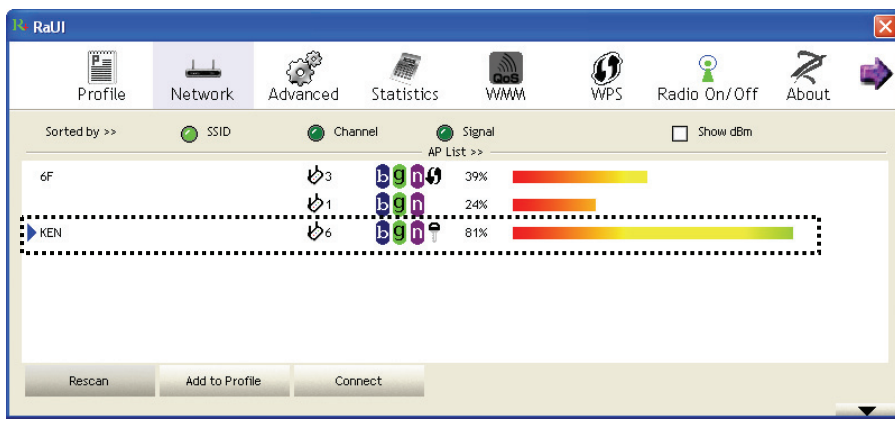 R RaUI
Profile Network Advanced Statistics QoS WMM WPS Radio On/Off About
Sorted by >> SSID Channel Signal Show dBm
AP List >>
6F 3 b g n 39%
1 b g n 24%
KEN 6 b g n 81%
Rescan Add to Profile Connect